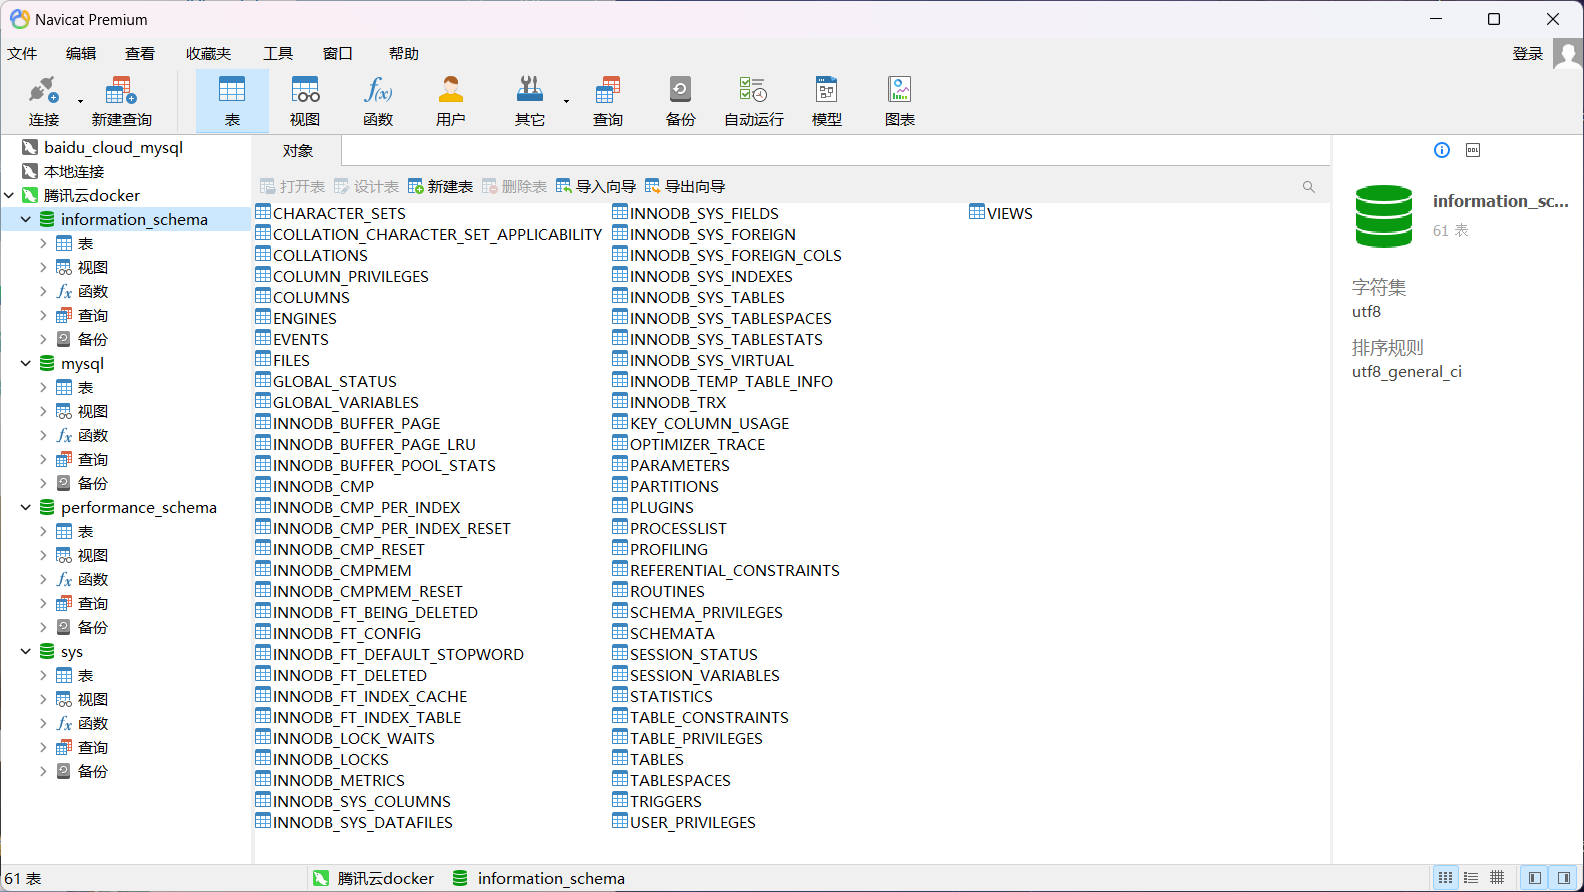 Navicat Premium
文件 编辑 查看 收藏夹 工具 窗口 帮助 登录
连接 新建查询 表 视图 函数 用户 其它 查询 备份 自动运行 模型 图表
baidu_cloud_mysql
本地连接
腾讯云docker
information_schema
表
视图
函数
查询
备份
mysql
表
视图
函数
查询
备份
performance_schema
表
视图
函数
查询
备份
sys
表
视图
函数
查询
备份
对象
打开表 设计表 新建表 删除表 导入向导 导出向导
CHARACTER_SETS
COLLATION_CHARACTER_SET_APPLICABILITY
COLLATIONS
COLUMN_PRIVILEGES
COLUMNS
ENGINES
EVENTS
FILES
GLOBAL_STATUS
GLOBAL_VARIABLES
INNODB_BUFFER_PAGE
INNODB_BUFFER_PAGE_LRU
INNODB_BUFFER_POOL_STATS
INNODB_CMP
INNODB_CMP_PER_INDEX
INNODB_CMP_PER_INDEX_RESET
INNODB_CMP_RESET
INNODB_CMPMEM
INNODB_CMPMEM_RESET
INNODB_FT_BEING_DELETED
INNODB_FT_CONFIG
INNODB_FT_DEFAULT_STOPWORD
INNODB_FT_DELETED
INNODB_FT_INDEX_CACHE
INNODB_FT_INDEX_TABLE
INNODB_LOCK_WAITS
INNODB_LOCKS
INNODB_METRICS
INNODB_SYS_COLUMNS
INNODB_SYS_DATAFILES
INNODB_SYS_FIELDS
INNODB_SYS_FOREIGN
INNODB_SYS_FOREIGN_COLS
INNODB_SYS_INDEXES
INNODB_SYS_TABLES
INNODB_SYS_TABLESPACES
INNODB_SYS_TABLESTATS
INNODB_SYS_VIRTUAL
INNODB_TEMP_TABLE_INFO
INNODB_TRX
KEY_COLUMN_USAGE
OPTIMIZER_TRACE
PARAMETERS
PARTITIONS
PLUGINS
PROCESSLIST
PROFILING
REFERENTIAL_CONSTRAINTS
ROUTINES
SCHEMA_PRIVILEGES
SCHEMATA
SESSION_STATUS
SESSION_VARIABLES
STATISTICS
TABLE_CONSTRAINTS
TABLE_PRIVILEGES
TABLES
TABLESPACES
TRIGGERS
USER_PRIVILEGES
VIEWS
DDL
information_sc...
61 表
字符集
utf8
排序规则
utf8_general_ci
61 表 腾讯云docker information_schema